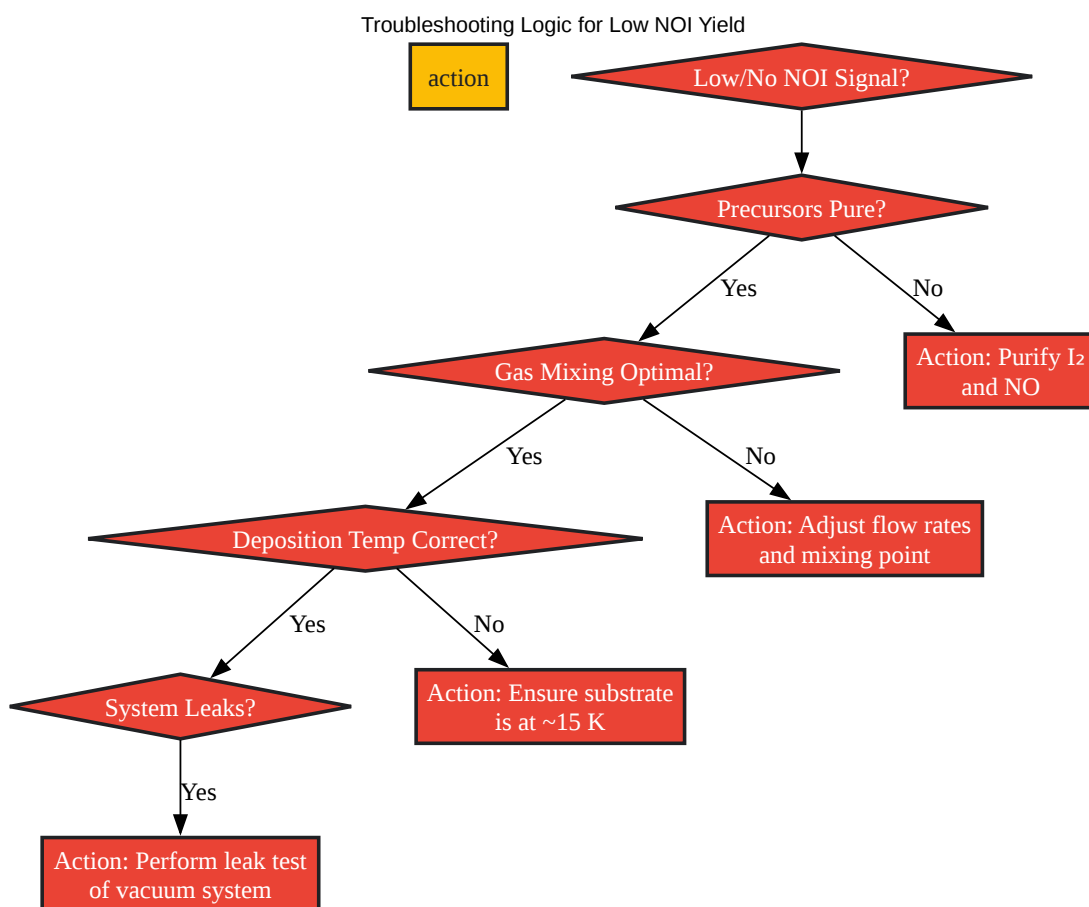 Troubleshooting Logic for Low NOI Yield
action
Low/No NOI Signal?
Precursors Pure?
Yes
No
Action: Purify I₂
and NO
Gas Mixing Optimal?
Yes
No
Action: Adjust flow rates
and mixing point
Deposition Temp Correct?
Yes
No
Action: Ensure substrate
is at ~15 K
System Leaks?
Yes
Action: Perform leak test
of vacuum system